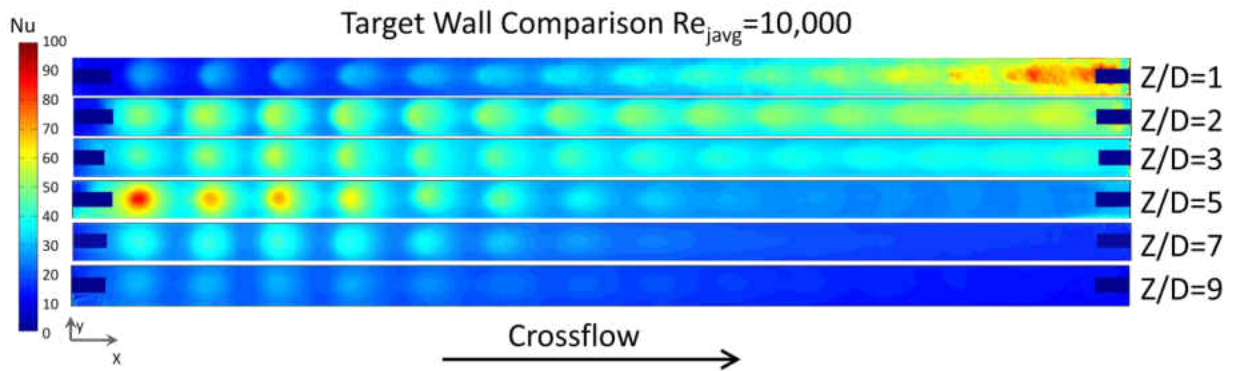 Target Wall Comparison Rejavg=10,000
Nu
100
90
80
70
60
50
40
30
20
10
0
Z/D=1
Z/D=2
Z/D=3
Z/D=5
Z/D=7
Z/D=9
y
x
Crossflow